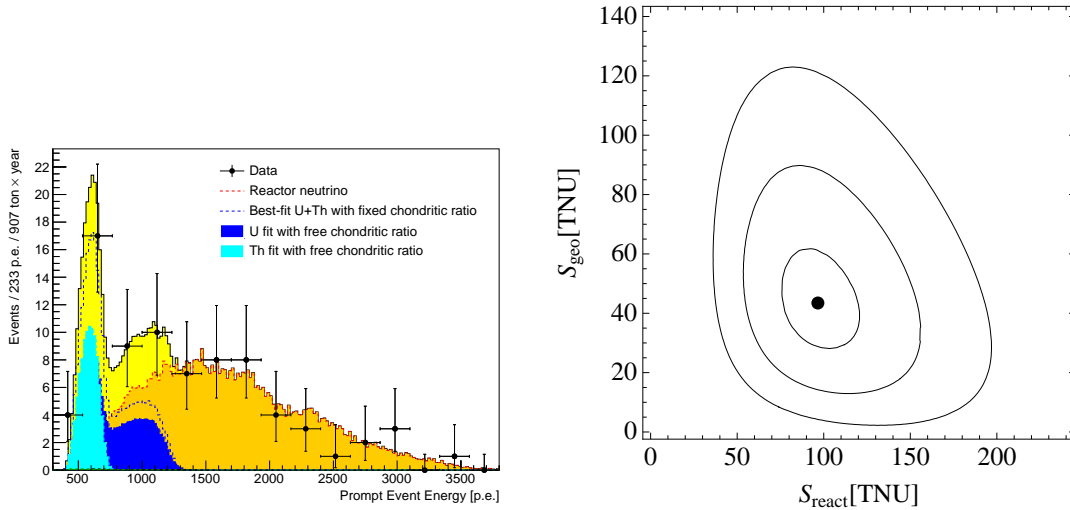 Events / 233 p.e. / 907 ton × year
22
20
18
16
14
12
10
8
6
4
2
0
Data
Reactor neutrino
Best-fit U+Th with fixed chondritic ratio
U fit with free chondritic ratio
Th fit with free chondritic ratio
500 1000 1500 2000 2500 3000 3500
Prompt Event Energy [p.e.]
S_geo[TNU]
140
120
100
80
60
40
20
0
0 50 100 150 200
S_react[TNU]